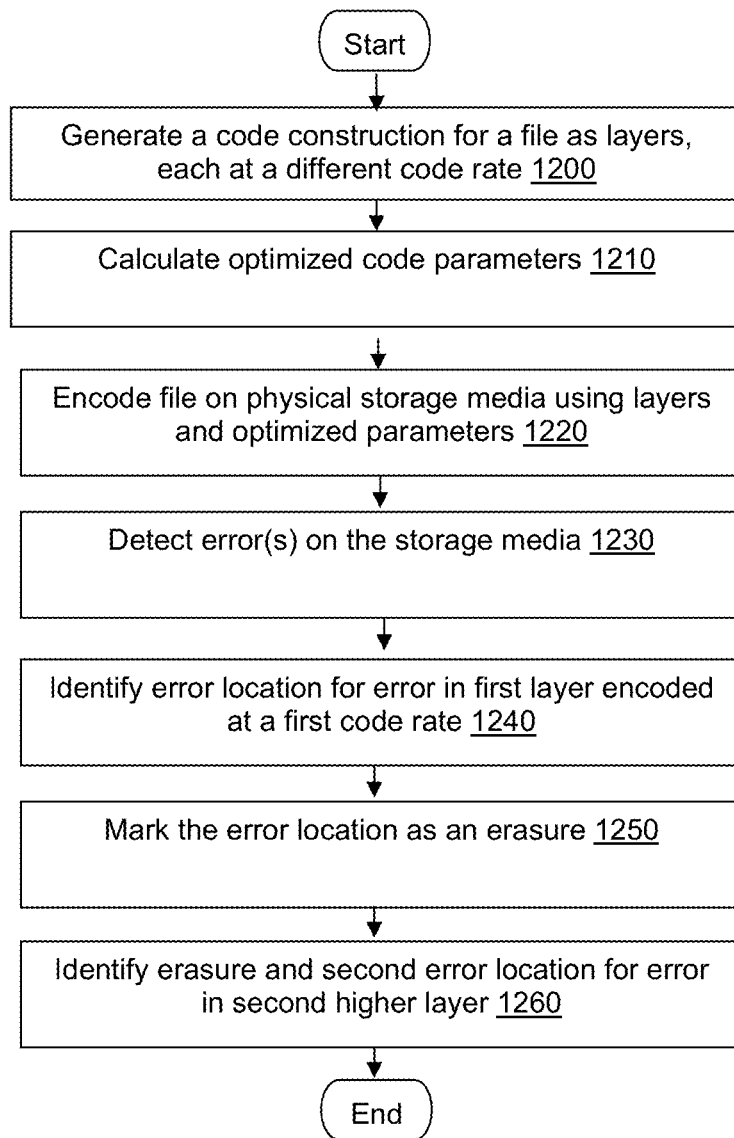 Start
Generate a code construction for a file as layers,
each at a different code rate 1200
Calculate optimized code parameters 1210
Encode file on physical storage media using layers
and optimized parameters 1220
Detect error(s) on the storage media 1230
Identify error location for error in first layer encoded
at a first code rate 1240
Mark the error location as an erasure 1250
Identify erasure and second error location for error
in second higher layer 1260
End